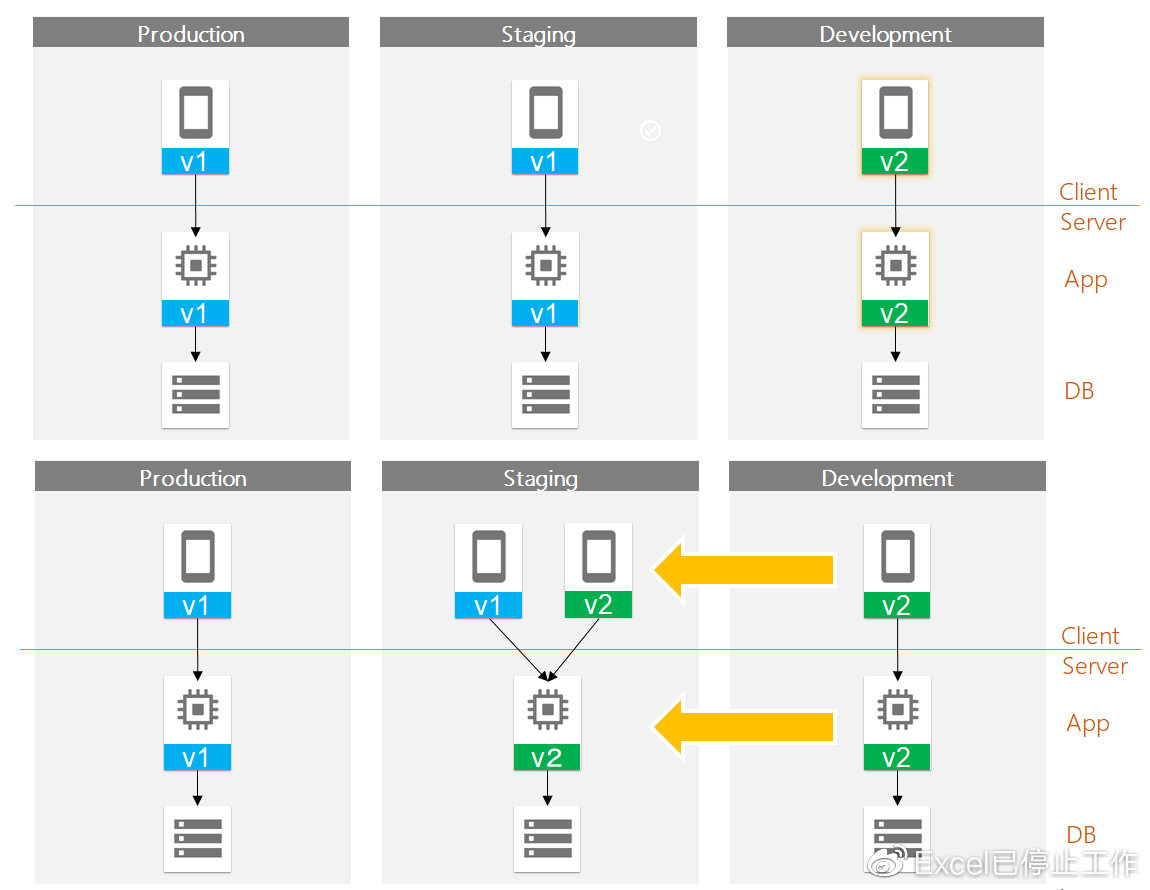 Production
Staging
Development
v1
v1
v2
Client
Server
v1
v1
v2
App
DB
Production
Staging
Development
v1
v1
v2
v2
Client
Server
v1
v2
v2
App
DB
Excel已停止工作